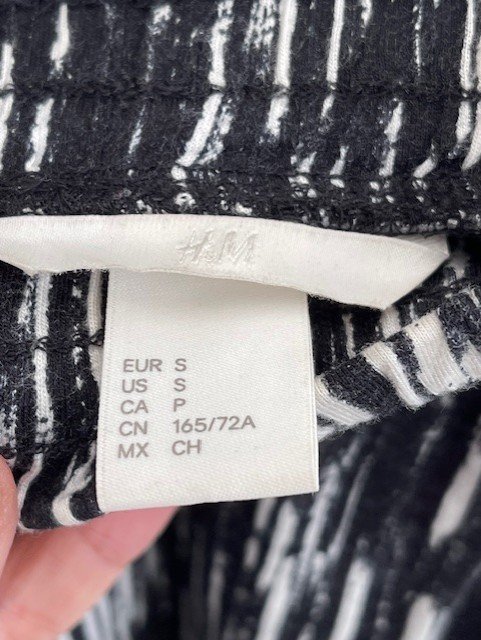 H&M
EUR S
US S
CA P
CN 165/72A
MX CH